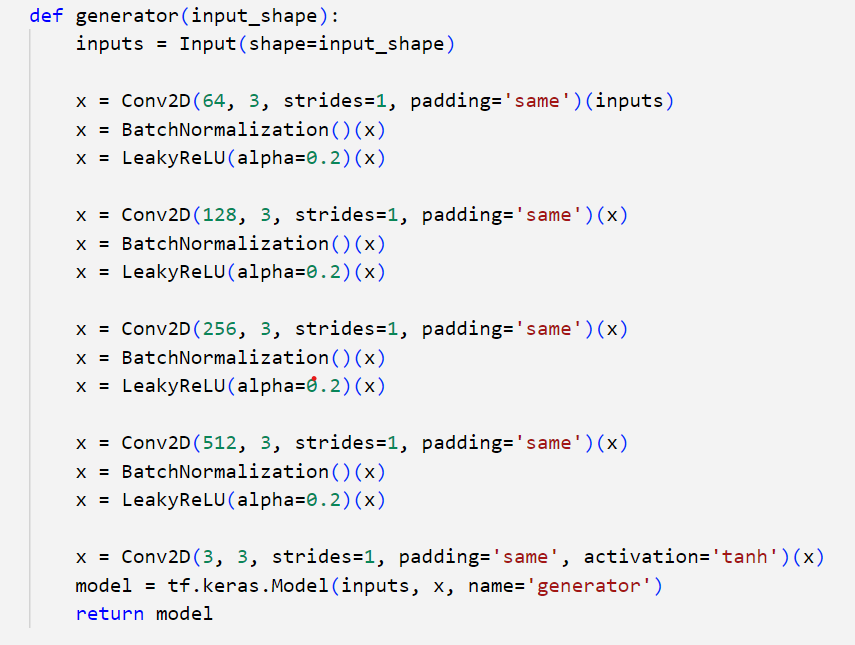 def generator(input_shape):
    inputs = Input(shape=input_shape)

    x = Conv2D(64, 3, strides=1, padding='same')(inputs)
    x = BatchNormalization()(x)
    x = LeakyReLU(alpha=0.2)(x)

    x = Conv2D(128, 3, strides=1, padding='same')(x)
    x = BatchNormalization()(x)
    x = LeakyReLU(alpha=0.2)(x)

    x = Conv2D(256, 3, strides=1, padding='same')(x)
    x = BatchNormalization()(x)
    x = LeakyReLU(alpha=0.2)(x)

    x = Conv2D(512, 3, strides=1, padding='same')(x)
    x = BatchNormalization()(x)
    x = LeakyReLU(alpha=0.2)(x)

    x = Conv2D(3, 3, strides=1, padding='same', activation='tanh')(x)
    model = tf.keras.Model(inputs, x, name='generator')
    return model